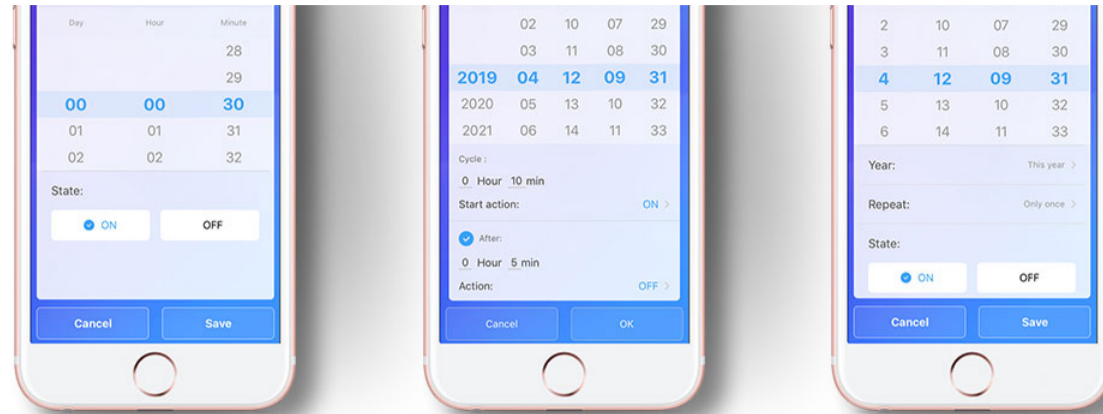 Day Hour Minute
28
29
00 00 30
01 01 31
02 02 32
State:
ON OFF
Cancel Save
02 10 07 29
03 11 08 30
2019 04 12 09 31
2020 05 13 10 32
2021 06 14 11 33
Cycle :
0 Hour 10 min
Start action: ON >
After:
0 Hour 5 min
Action: OFF >
Cancel OK
2 10 07 29
3 11 08 30
4 12 09 31
5 13 10 32
6 14 11 33
Year: This year >
Repeat: Only once >
State:
ON OFF
Cancel Save